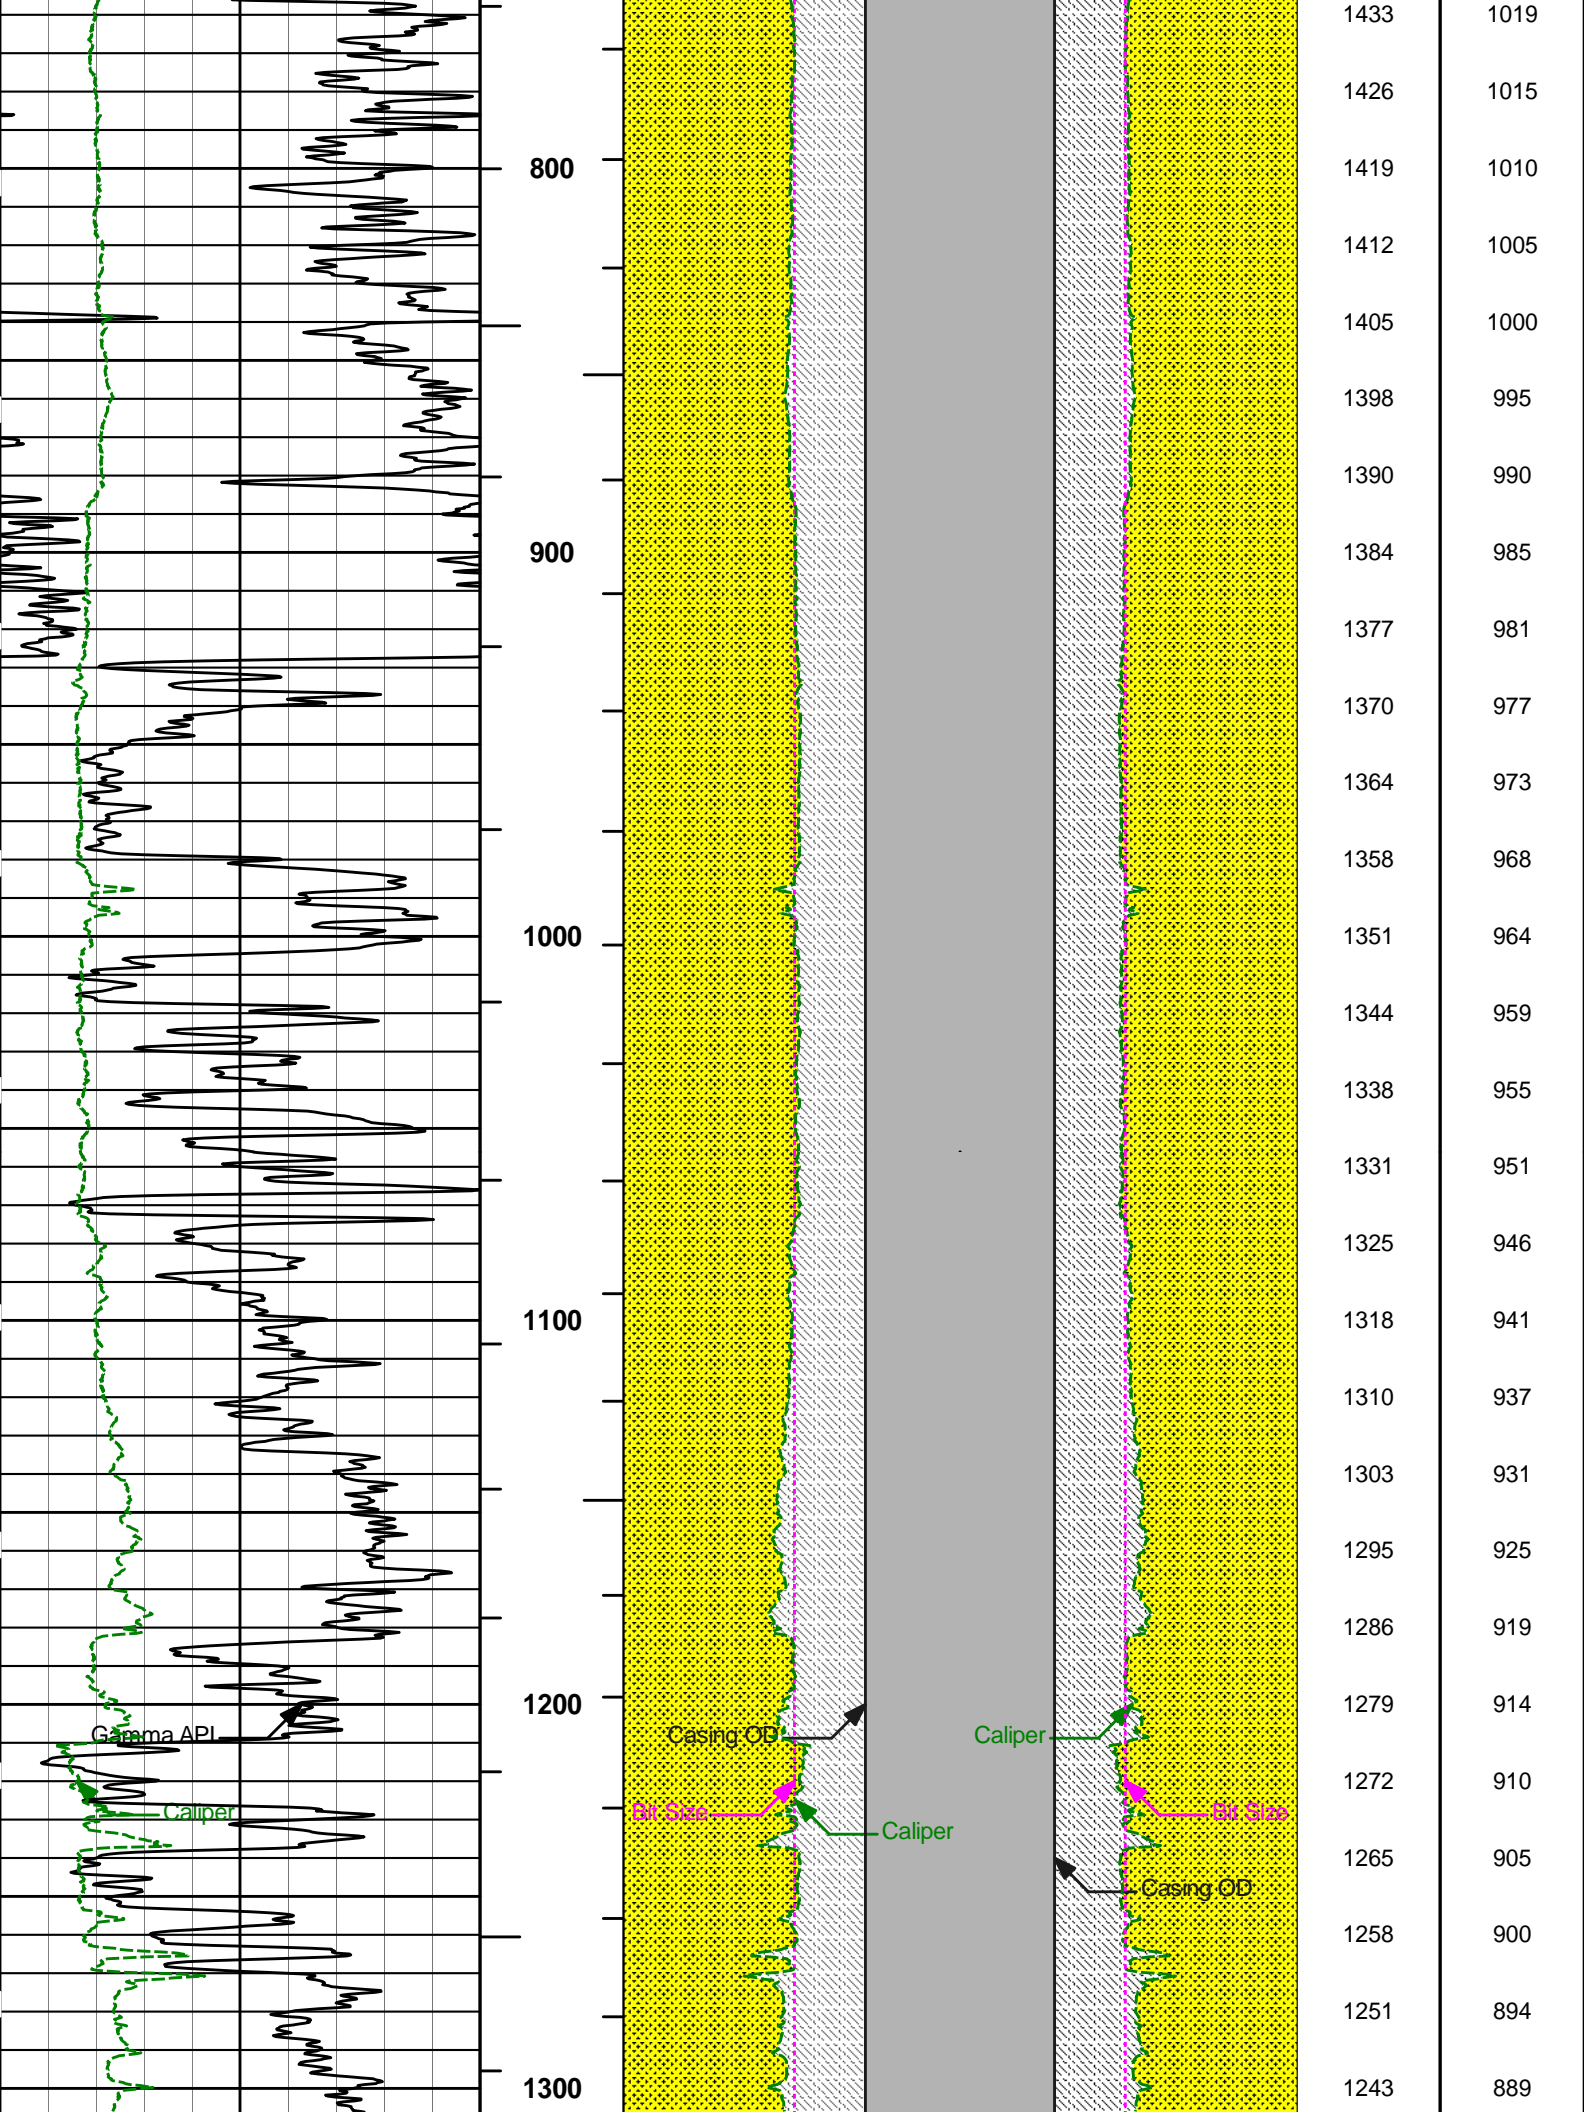 1433 1019
1426 1015
800 1419 1010
1412 1005
1405 1000
1398 995
1390 990
900 1384 985
1377 981
1370 977
1364 973
1358 968
1000 1351 964
1344 959
1338 955
1331 951
1325 946
1100 1318 941
1310 937
1303 931
1295 925
1286 919
1200 1279 914
Gamma API Casing OD Caliper
Caliper Bit Size Bit Size 1272 910
Caliper
1265 905
Casing OD
1258 900
1251 894
1300 1243 889